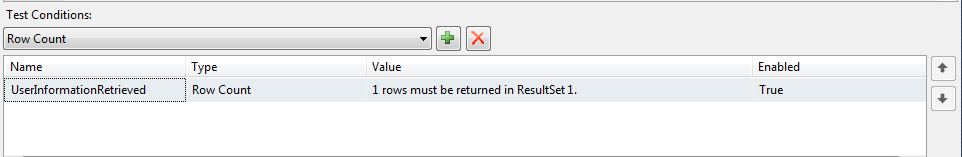 Test Conditions:
Row Count
Name Type Value Enabled
UserInformationRetrieved Row Count 1 rows must be returned in ResultSet 1. True